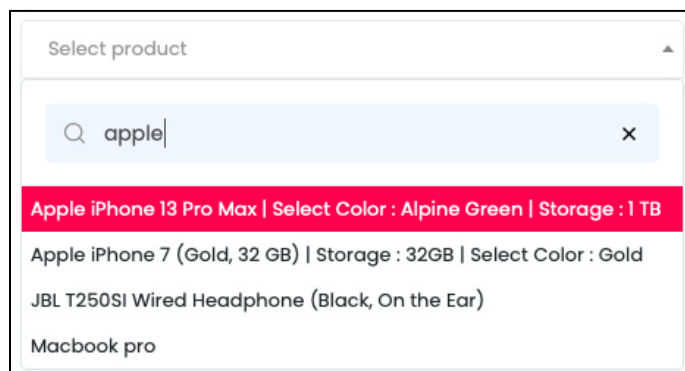 Select product
apple
Apple iPhone 13 Pro Max | Select Color : Alpine Green | Storage : 1 TB
Apple iPhone 7 (Gold, 32 GB) | Storage : 32GB | Select Color : Gold
JBL T250SI Wired Headphone (Black, On the Ear)
Macbook pro